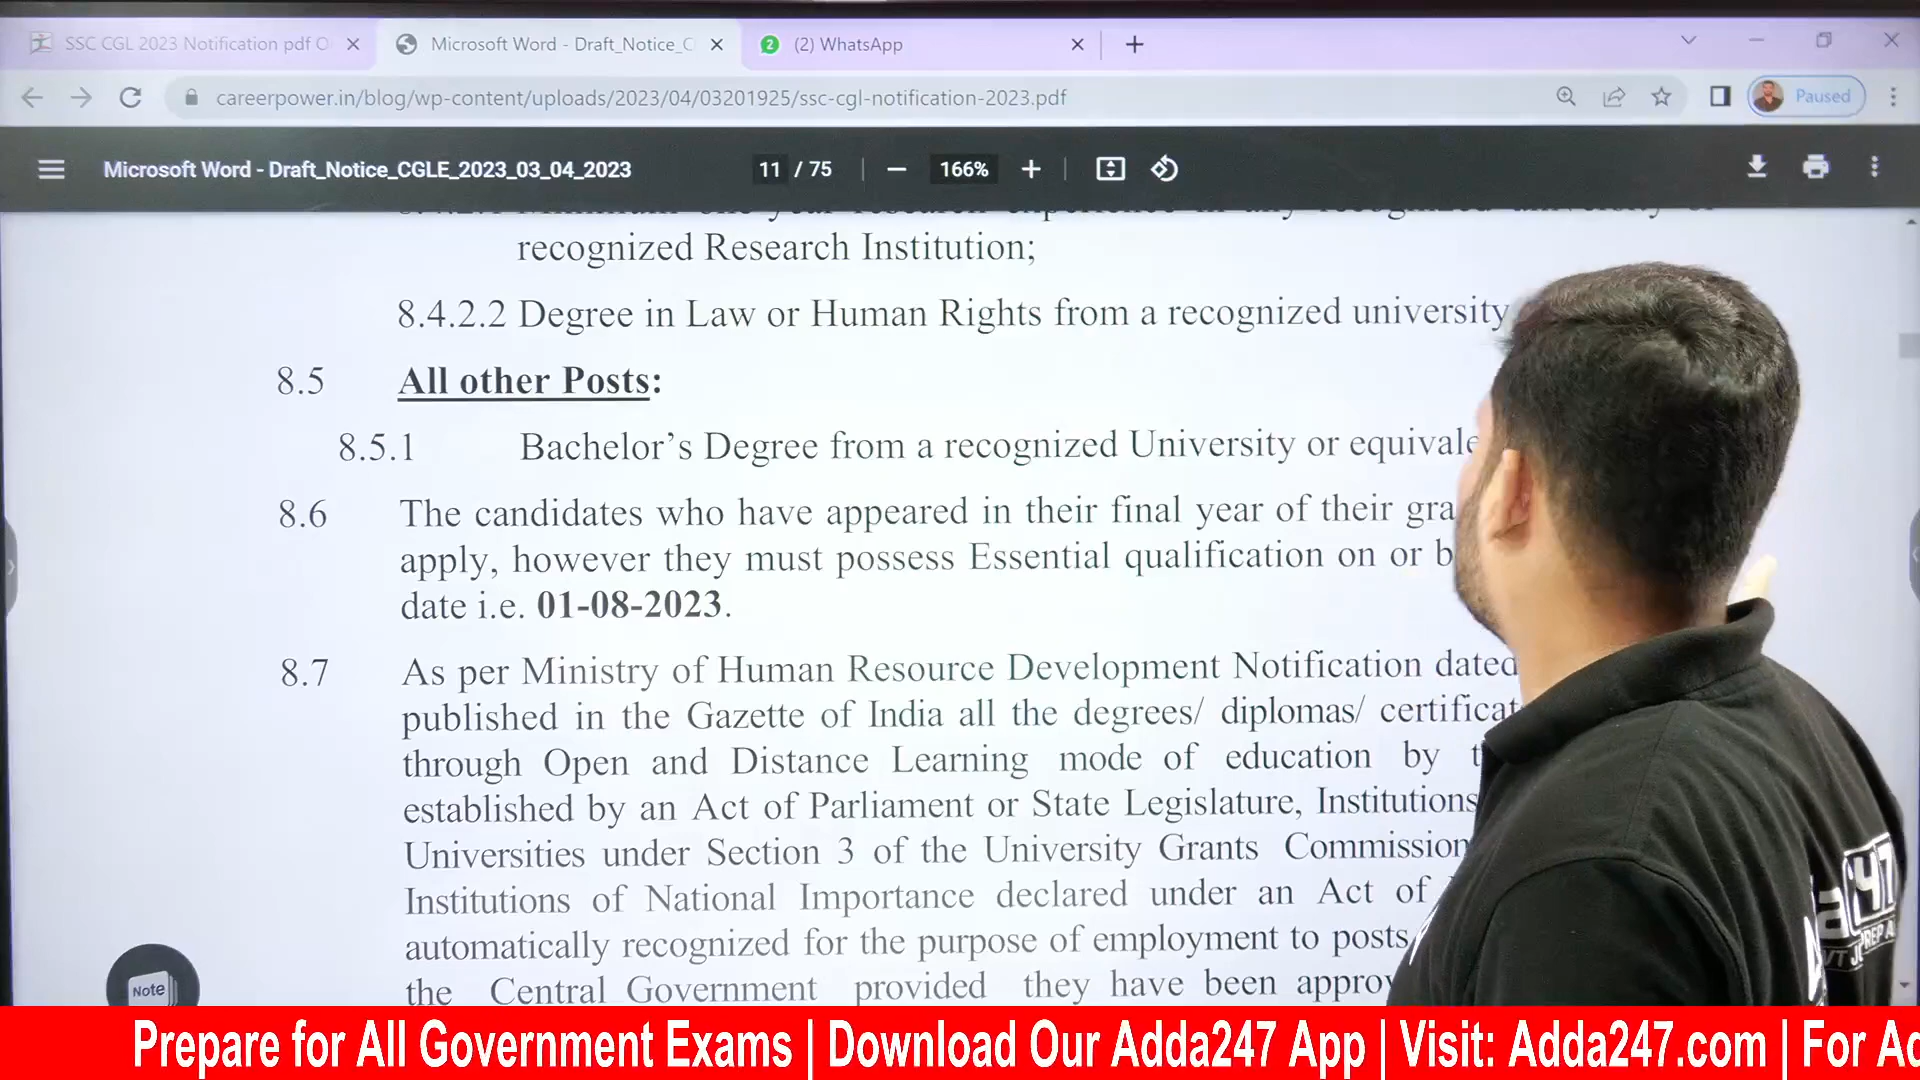 SSC CGL 2023 Notification pdf O
Microsoft Word - Draft_Notice_C
2 (2) WhatsApp
careerpower.in/blog/wp-content/uploads/2023/04/03201925/ssc-cgl-notification-2023.pdf
Paused
Microsoft Word - Draft_Notice_CGLE_2023_03_04_2023
11 / 75
166%
recognized Research Institution;
8.4.2.2 Degree in Law or Human Rights from a recognized university
8.5 All other Posts:
8.5.1 Bachelor's Degree from a recognized University or equivale
8.6 The candidates who have appeared in their final year of their gra
apply, however they must possess Essential qualification on or b
date i.e. 01-08-2023.
8.7 As per Ministry of Human Resource Development Notification dated
published in the Gazette of India all the degrees/ diplomas/ certificat
through Open and Distance Learning mode of education by t
established by an Act of Parliament or State Legislature, Institutions
Universities under Section 3 of the University Grants Commission
Institutions of National Importance declared under an Act of
automatically recognized for the purpose of employment to posts
the Central Government provided they have been approv
Note
Prepare for All Government Exams | Download Our Adda247 App | Visit: Adda247.com | For Ad